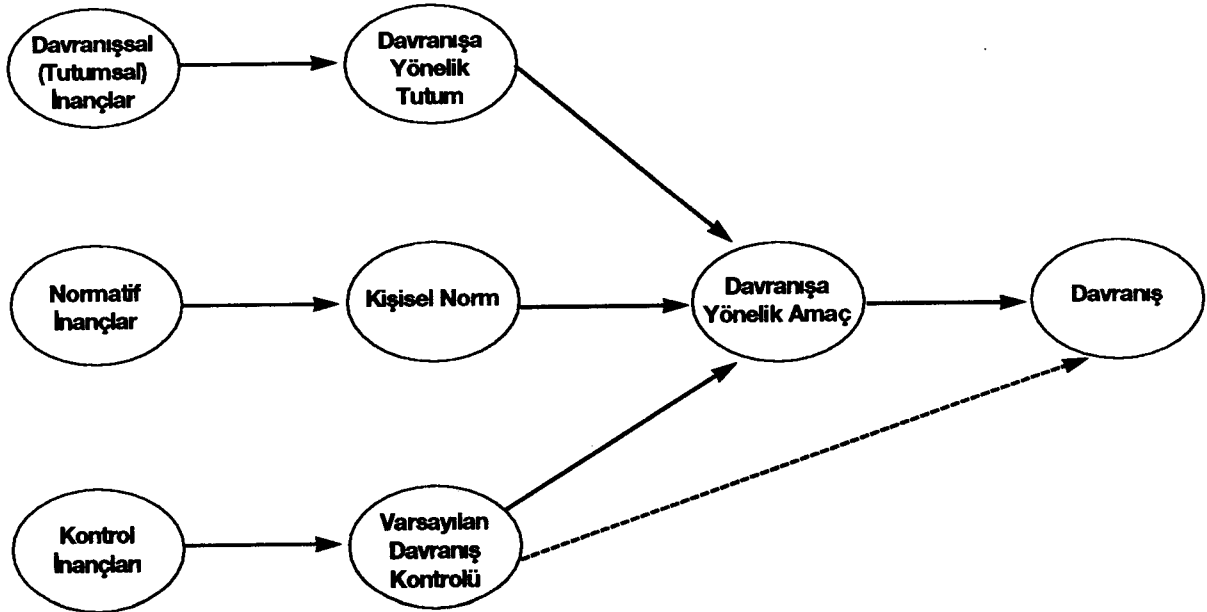 Davranışsal
(Tutumsal)
İnançlar
Davranışa
Yönelik
Tutum
Normatif
İnançlar
Kişisel Norm
Davranışa
Yönelik Amaç
Davranış
Kontrol
İnançları
Varsayılan
Davranış
Kontrolü